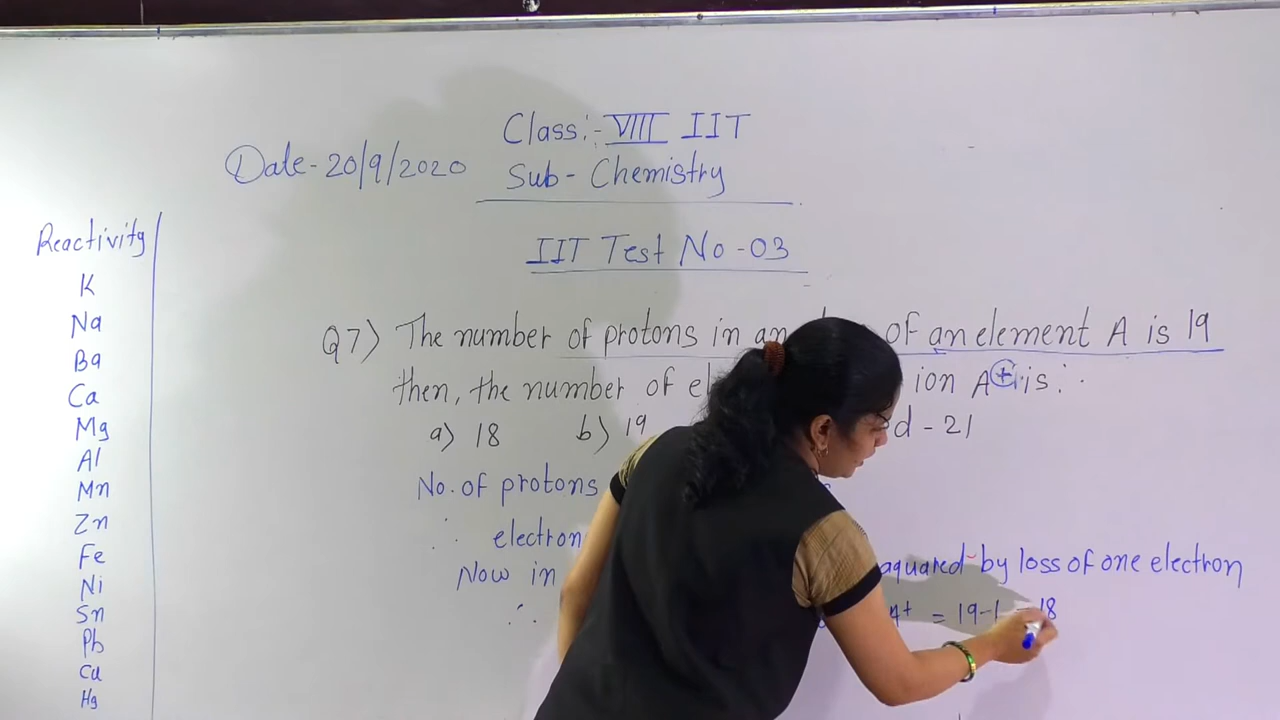 Class:- VIII IIT
Date - 20/9/2020
Sub - Chemistry
IIT Test No - 03
Reactivity
K
Na
Ba
Ca
Mg
Al
Mn
Zn
Fe
Ni
Sn
Pb
Cu
Hg
Q7) The number of protons in an of an element A is 19
then, the number of ion A+ is :
a) 18 b) 19 d - 21
No. of protons
∴ electron
Now in aquared by loss of one electron
∴ A+ = 19-1 = 18